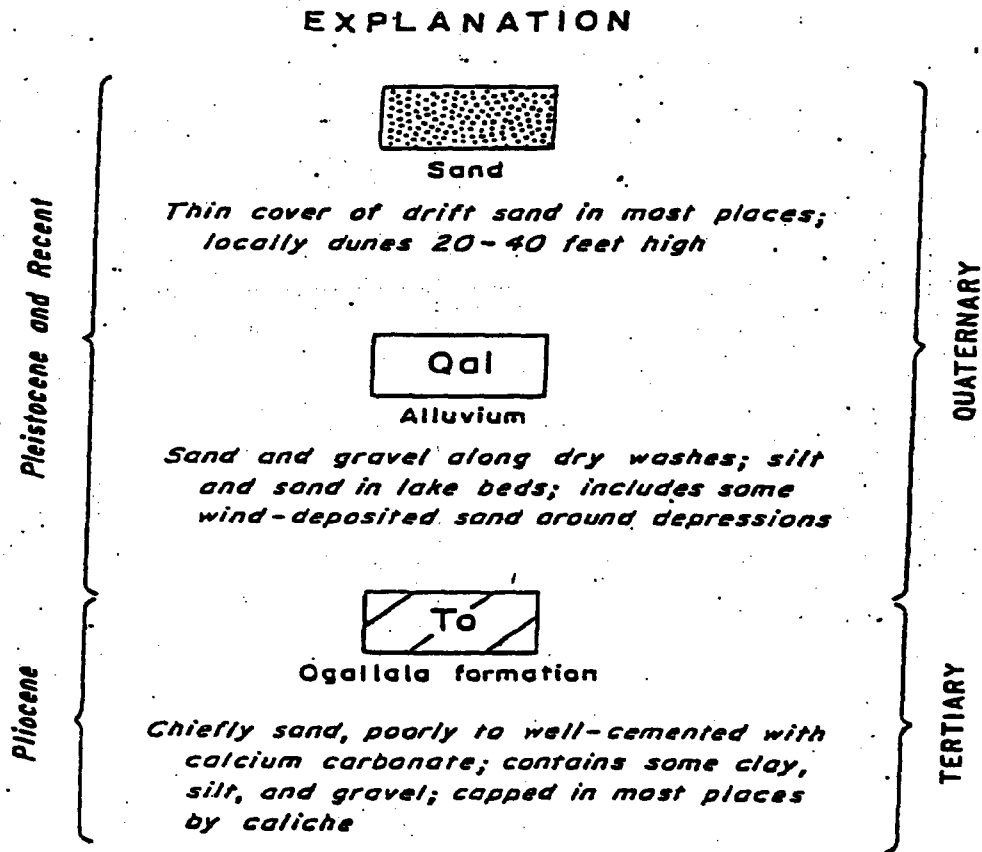 EXPLANATION
Sand
Thin cover of drift sand in most places;
locally dunes 20-40 feet high
Pleistocene and Recent
QUATERNARY
Qal
Alluvium
Sand and gravel along dry washes; silt
and sand in lake beds; includes some
wind-deposited sand around depressions
To
Ogallala formation
Pliocene
TERTIARY
Chiefly sand, poorly to well-cemented with
calcium carbonate; contains some clay,
silt, and gravel; capped in most places
by caliche